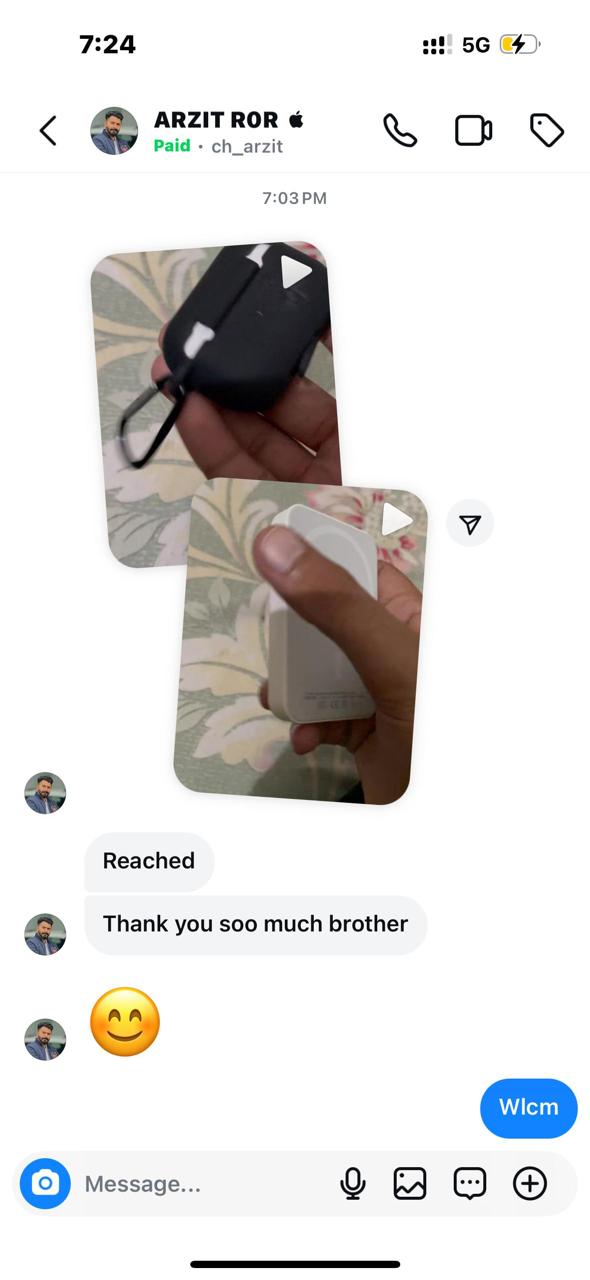 7:24
5G
ARZIT ROR
Paid · ch_arzit
7:03 PM
Reached
Thank you soo much brother
Wlcm
Message...